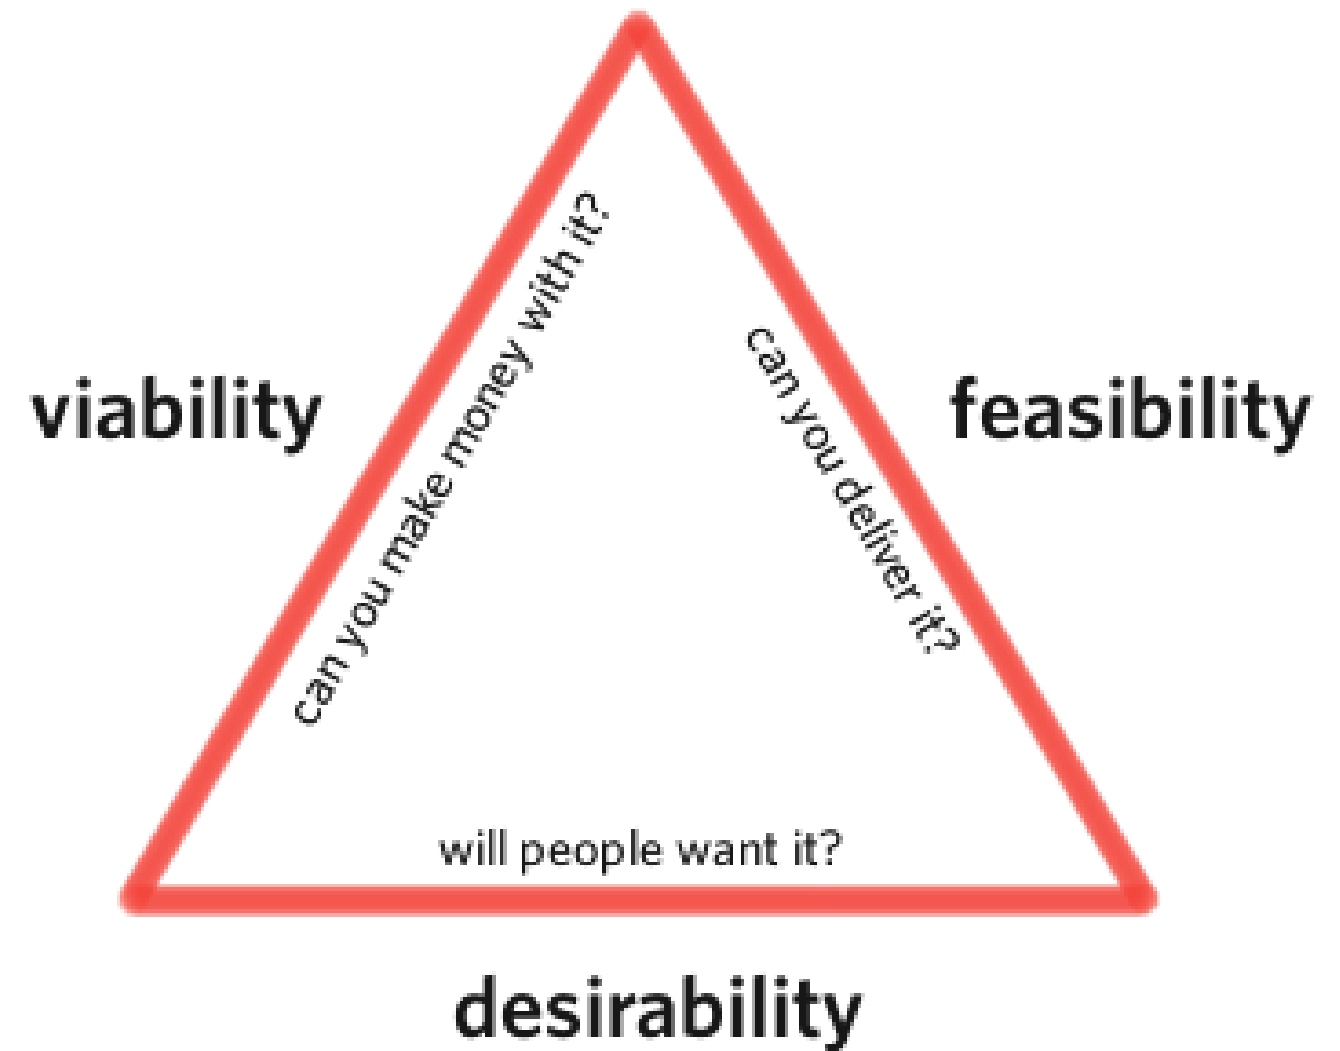 can you make money with it?
can you deliver it?
viability
feasibility
will people want it?
desirability